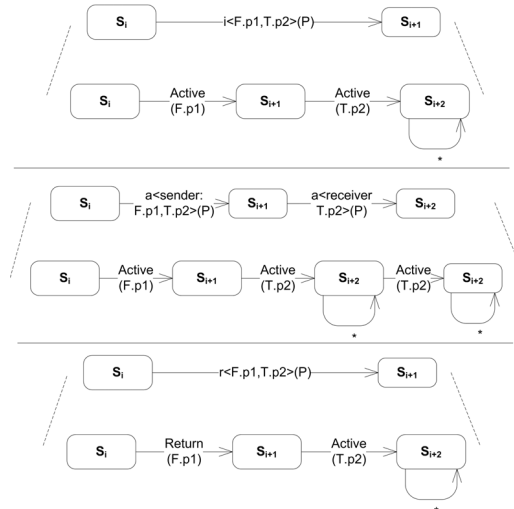 Si i<F.p1,T.p2>(P) Si+1
Si Active (F.p1) Si+1 Active (T.p2) Si+2
*
Si a<sender: F.p1,T.p2>(P) Si+1 a<receiver T.p2>(P) Si+2
Si Active (F.p1) Si+1 Active (T.p2) Si+2 Active (T.p2) Si+2
* *
Si r<F.p1,T.p2>(P) Si+1
Si Return (F.p1) Si+1 Active (T.p2) Si+2
*